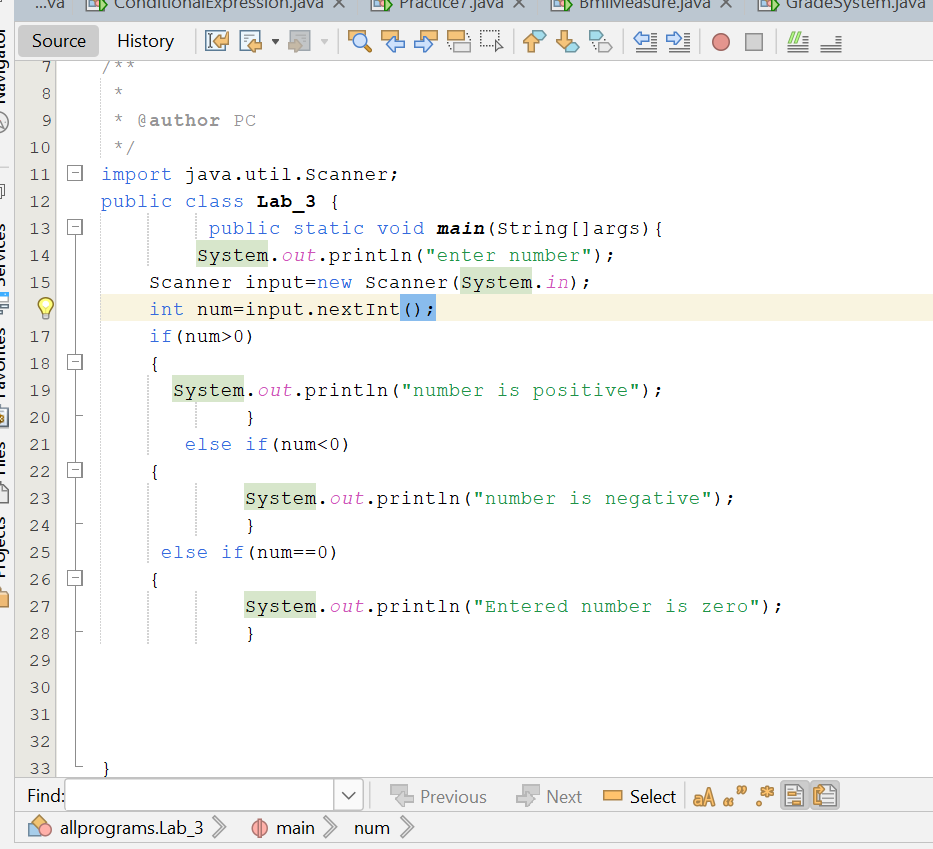 ...va ConditionalExpression.java Practice7.java BmiMeasure.java GradeSystem.java
Source History
7 /**
8 *
9 * @author PC
10 */
11 import java.util.Scanner;
12 public class Lab_3 {
13 public static void main(String[]args){
14 System.out.println("enter number");
15 Scanner input=new Scanner(System.in);
int num=input.nextInt();
17 if(num>0)
18 {
19 System.out.println("number is positive");
20 }
21 else if(num<0)
22 {
23 System.out.println("number is negative");
24 }
25 else if(num==0)
26 {
27 System.out.println("Entered number is zero");
28 }
29
30
31
32
33 }
Navigator
Services
Favorites
Files
Projects
Find: Previous Next Select
allprograms.Lab_3 main num